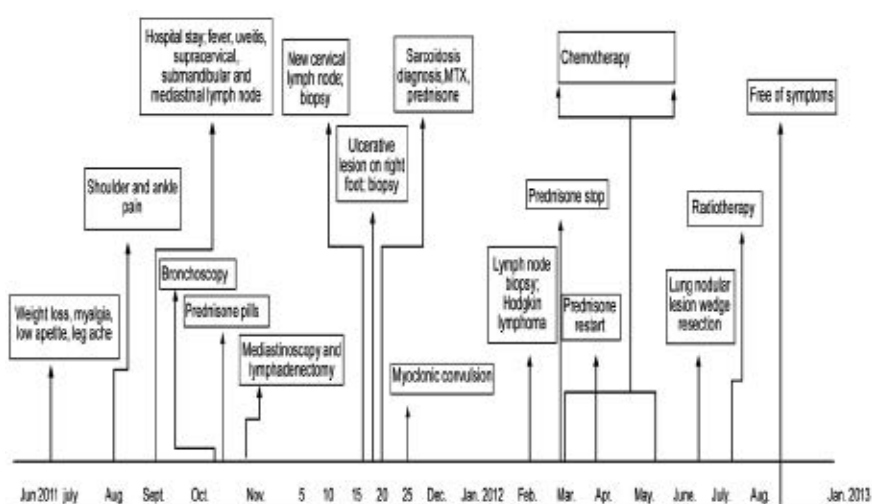 Hospital stay; fever, uveitis,
supracervical,
submandibular and
mediastinal lymph node
New cervical
lymph node;
biopsy
Sarcoidosis
diagnosis,MTX,
prednisone
Chemotherapy
Free of symptoms
Ulcerative
lesion on right
foot; biopsy
Shoulder and ankle
pain
Prednisone stop
Radiotherapy
Bronchoscopy
Lymph node
biopsy;
Hodgkin
lymphoma
Lung nodular
lesion wedge
resection
Weight loss, myalgia,
low apetite, leg ache
Prednisone pills
Prednisone
restart
Mediastinoscopy and
lymphadenectomy
Myoclonic convulsion
Jun 2011 july Aug Sept. Oct. Nov. 5 10 15 20 25 Dec. Jan. 2012 Feb. Mar. Apr. May. June. July. Aug. Jan. 2013